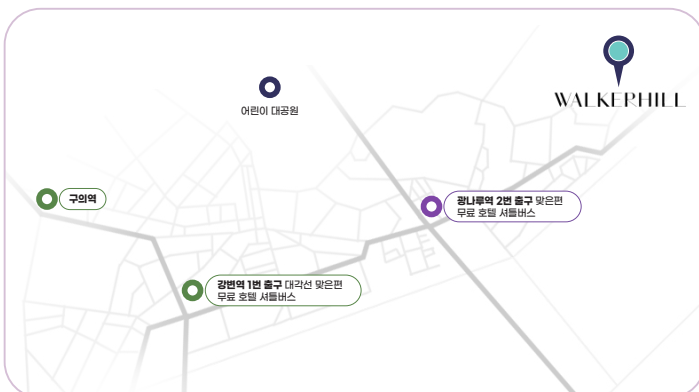 WALKERHILL
어린이 대공원
구의역
광나루역 2번 출구 맞은편
무료 호텔 셔틀버스
강변역 1번 출구 대각선 맞은편
무료 호텔 셔틀버스